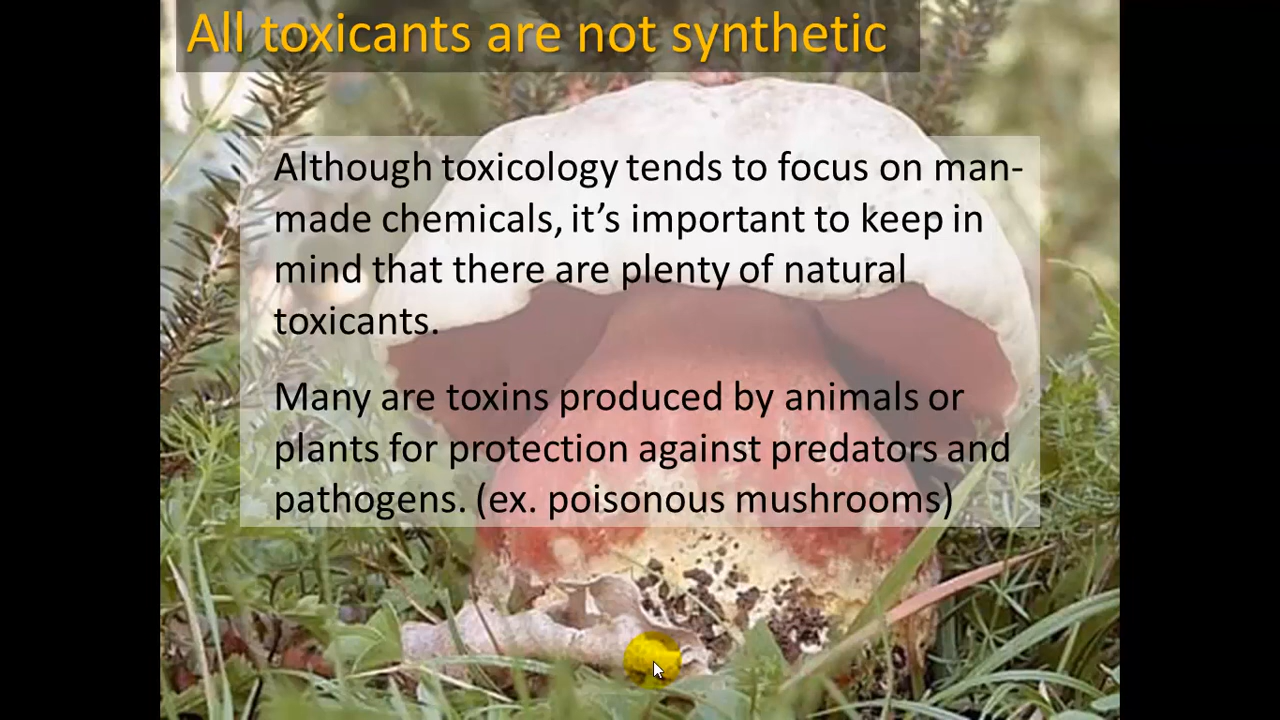 All toxicants are not synthetic
Although toxicology tends to focus on man-
made chemicals, it’s important to keep in
mind that there are plenty of natural
toxicants.
Many are toxins produced by animals or
plants for protection against predators and
pathogens. (ex. poisonous mushrooms)